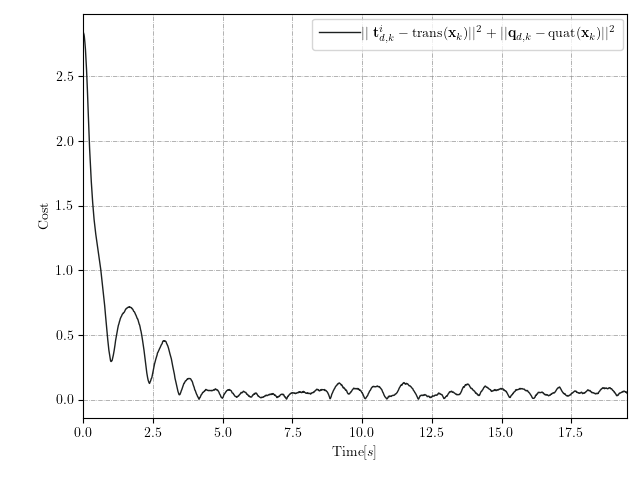 || t^i_{d,k} − trans(x_k)||² + ||q_{d,k} − quat(x_k)||²
2.5
2.0
1.5
1.0
0.5
0.0
Cost
0.0 2.5 5.0 7.5 10.0 12.5 15.0 17.5
Time[s]